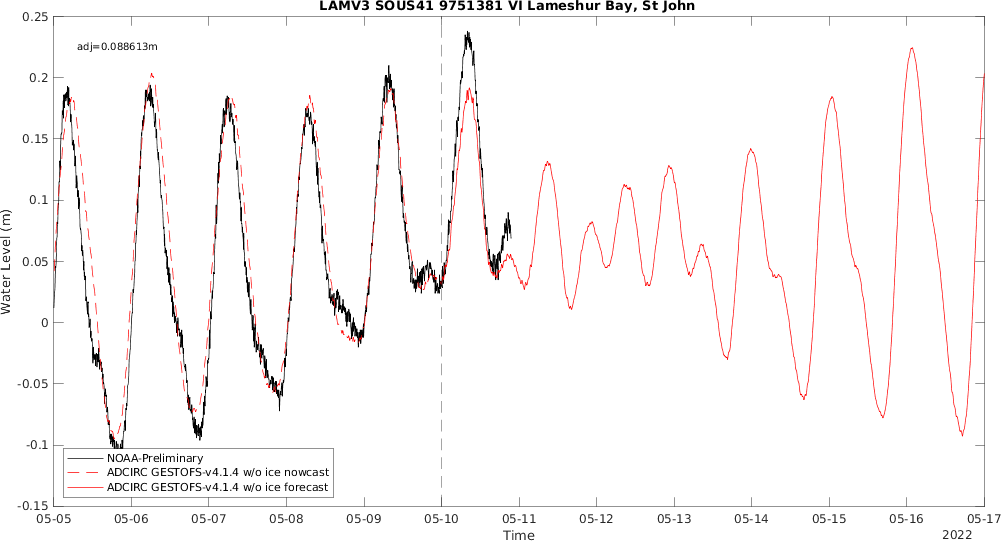 LAMV3 SOUS41 9751381 VI Lameshur Bay, St John
adj=0.088613m
0.25
0.2
0.15
0.1
0.05
0
-0.05
-0.1
-0.15
Water Level (m)
NOAA-Preliminary
ADCIRC GESTOFS-v4.1.4 w/o ice nowcast
ADCIRC GESTOFS-v4.1.4 w/o ice forecast
05-05 05-06 05-07 05-08 05-09 05-10 05-11 05-12 05-13 05-14 05-15 05-16 05-17
Time
2022